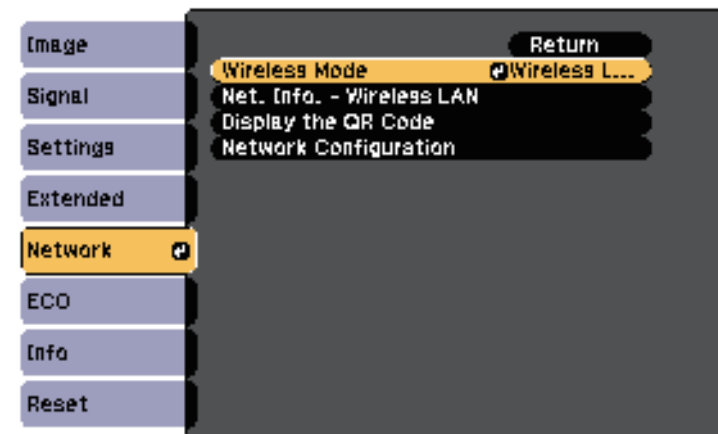 Image
Signal
Settings
Extended
Network
ECO
Info
Reset
Return
Wireless Mode Wireless L...
Net. Info. - Wireless LAN
Display the QR Code
Network Configuration